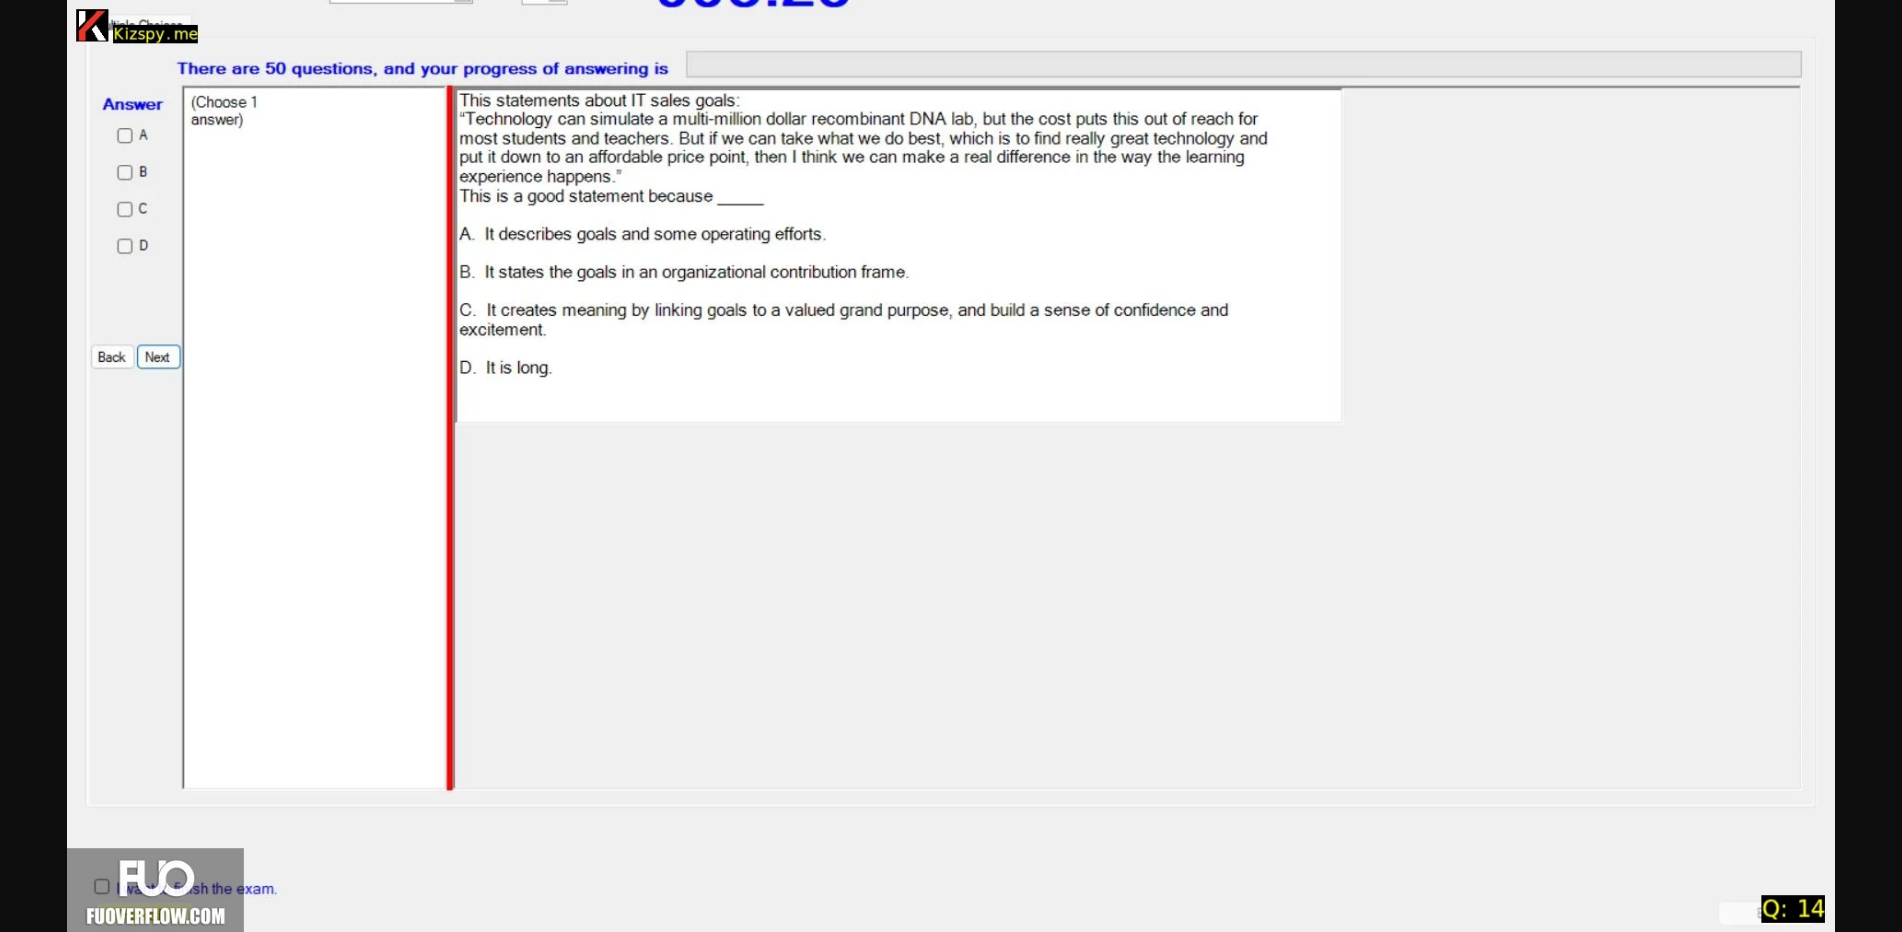 Kizspy.me
There are 50 questions, and your progress of answering is
Answer
A
B
C
D
Back
Next
(Choose 1
answer)
This statements about IT sales goals:
“Technology can simulate a multi-million dollar recombinant DNA lab, but the cost puts this out of reach for
most students and teachers. But if we can take what we do best, which is to find really great technology and
put it down to an affordable price point, then I think we can make a real difference in the way the learning
experience happens.”
This is a good statement because _____
A. It describes goals and some operating efforts.
B. It states the goals in an organizational contribution frame.
C. It creates meaning by linking goals to a valued grand purpose, and build a sense of confidence and
excitement.
D. It is long.
the exam.
FUO
FUOVERFLOW.COM
Q: 14